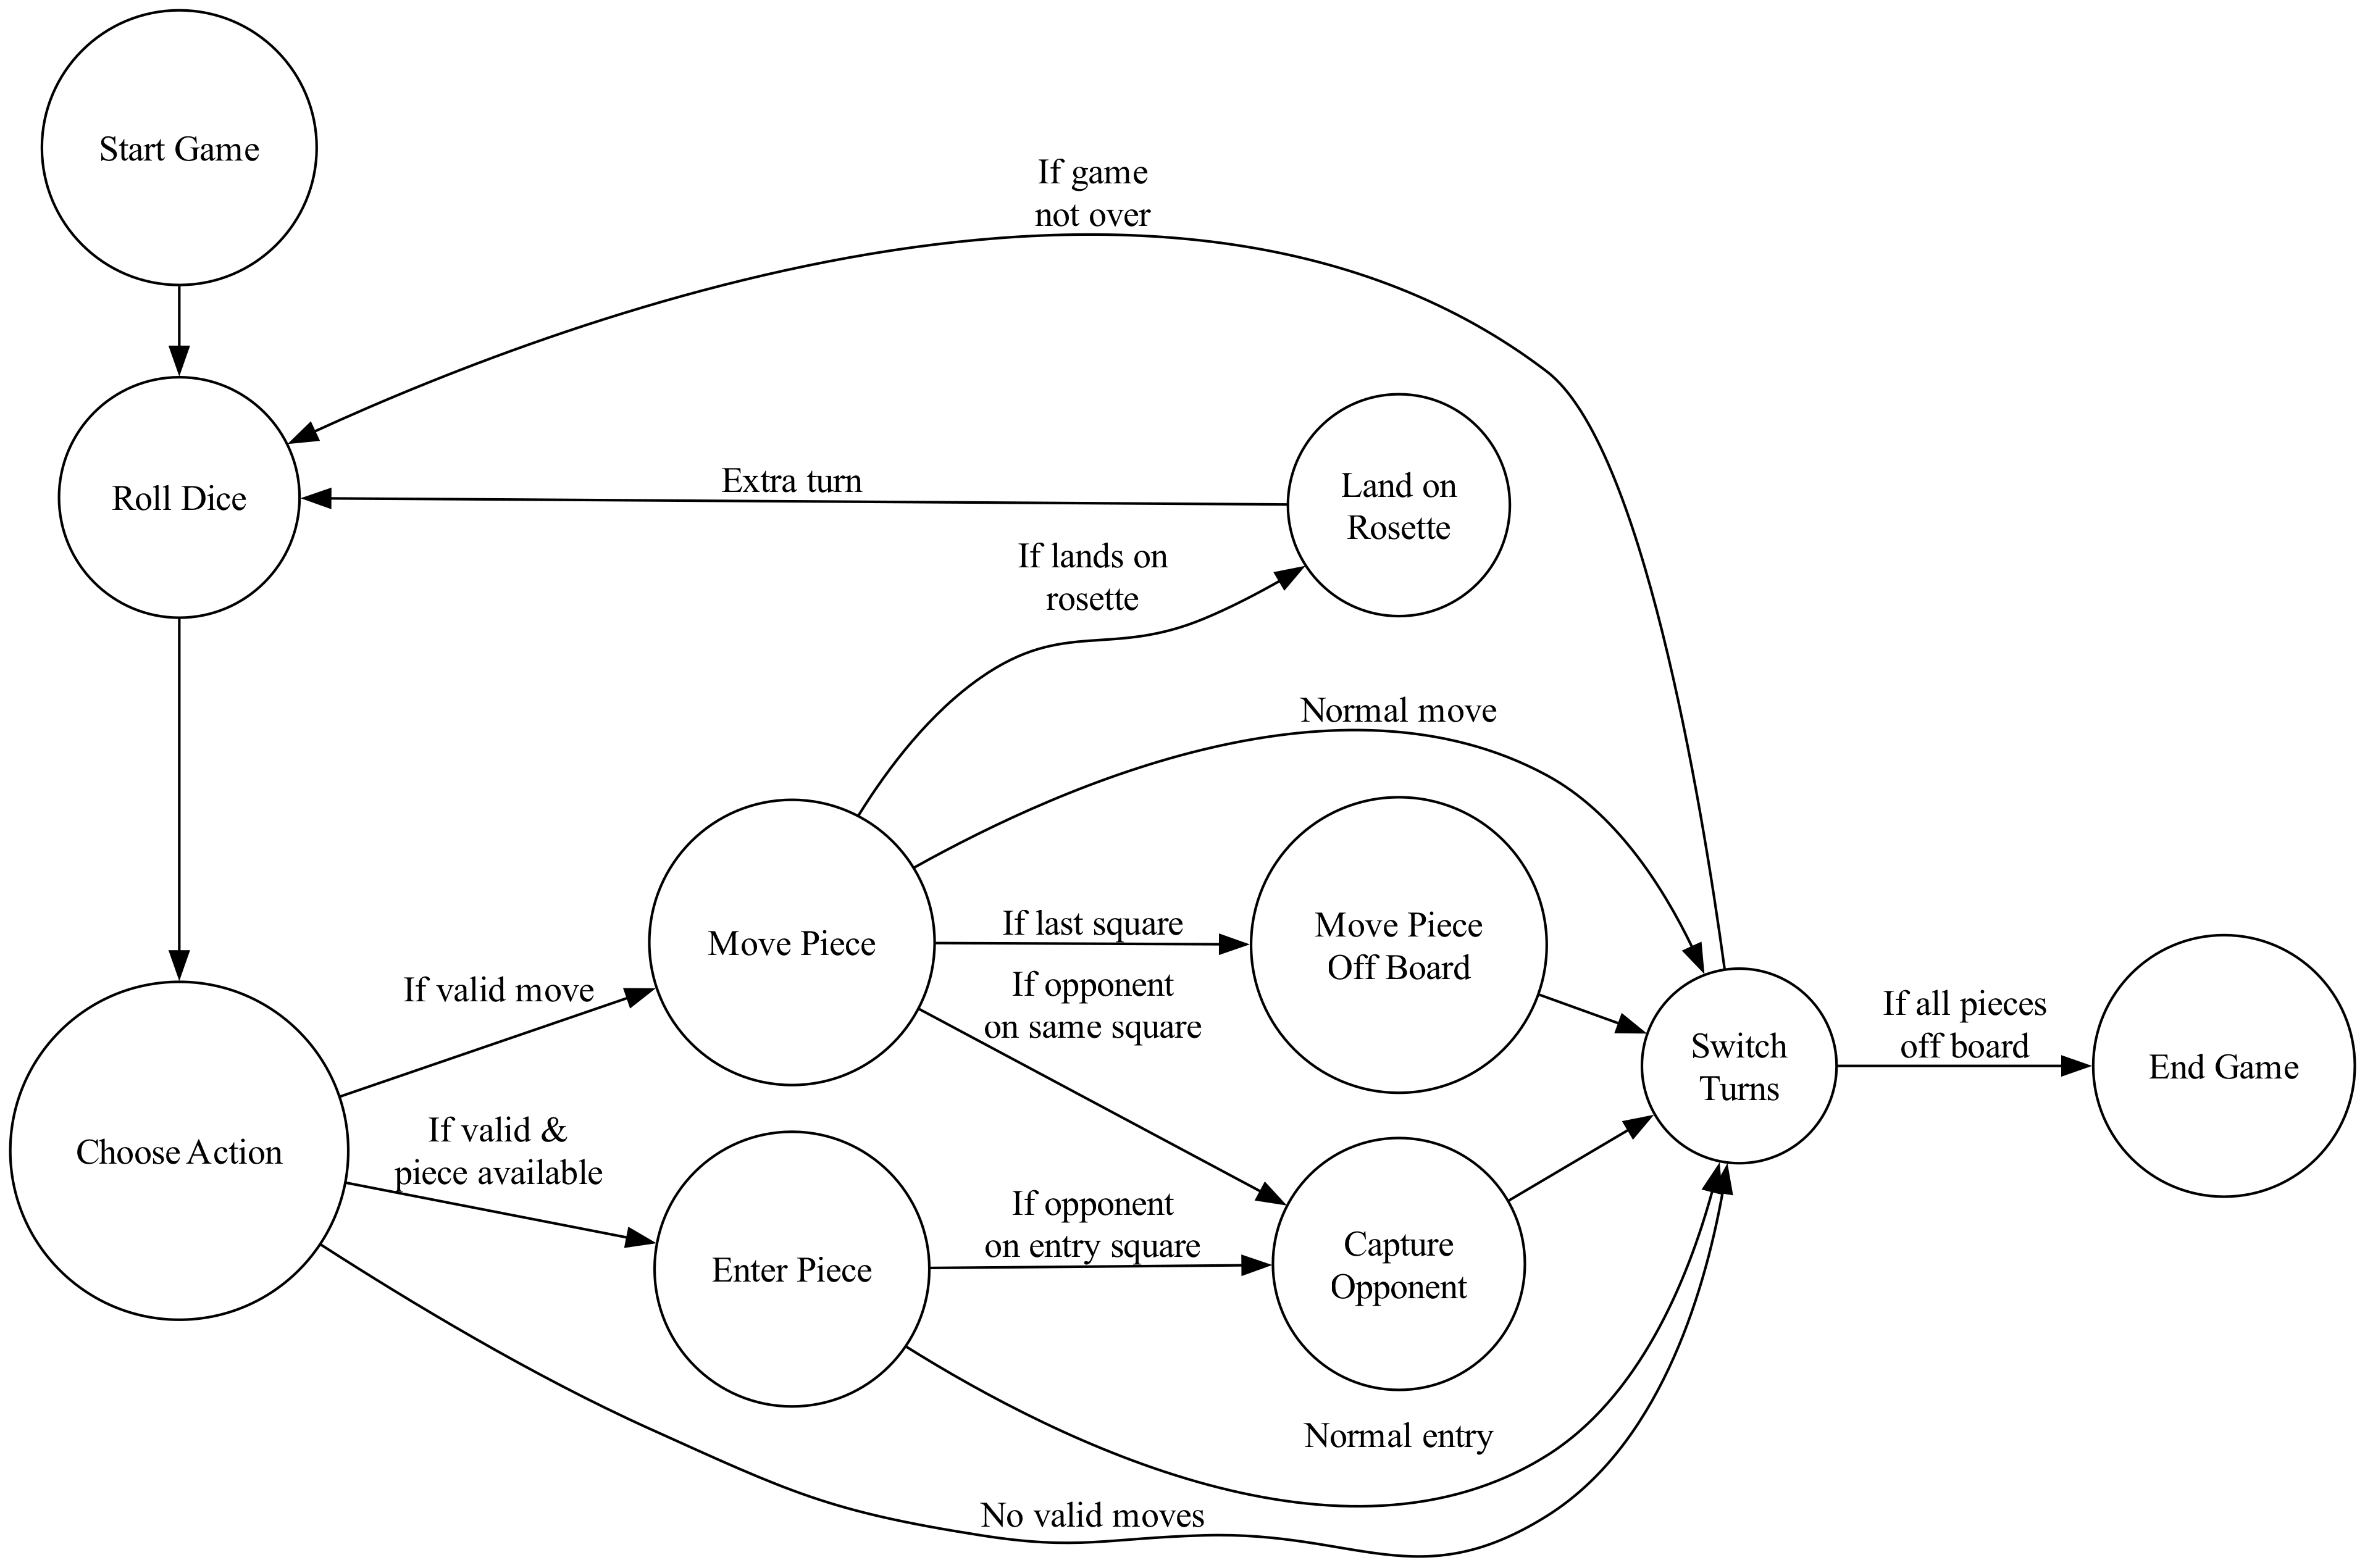 Start Game
If game
not over
Roll Dice
Extra turn
Land on
Rosette
If lands on
rosette
Normal move
Move Piece
If last square
Move Piece
Off Board
If valid move
If opponent
on same square
Switch
Turns
If all pieces
off board
End Game
Choose Action
If valid &
piece available
Enter Piece
If opponent
on entry square
Capture
Opponent
Normal entry
No valid moves